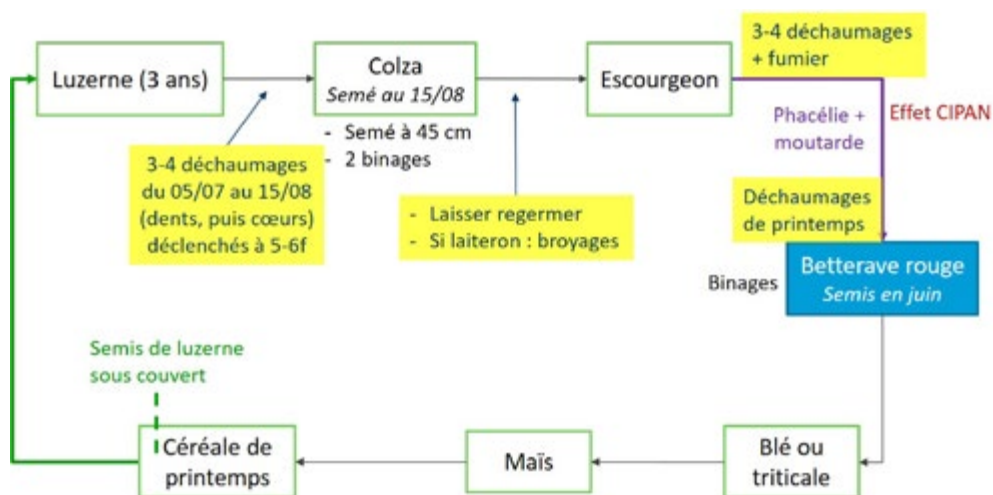 Luzerne (3 ans)
Colza
Semé au 15/08
- Semé à 45 cm
- 2 binages
Escourgeon
3-4 déchaumages
+ fumier
Phacélie +
moutarde
Effet CIPAN
3-4 déchaumages
du 05/07 au 15/08
(dents, puis cœurs)
déclenchés à 5-6f
- Laisser regermer
- Si laiteron : broyages
Déchaumages
de printemps
Binages
Betterave rouge
Semis en juin
Semis de luzerne
sous couvert
Céréale de
printemps
Maïs
Blé ou
triticale